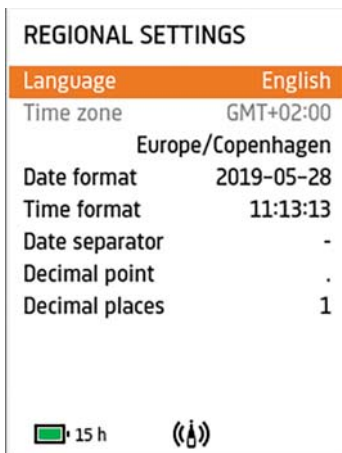 REGIONAL SETTINGS
Language English
Time zone GMT+02:00
Europe/Copenhagen
Date format 2019-05-28
Time format 11:13:13
Date separator -
Decimal point .
Decimal places 1
15 h